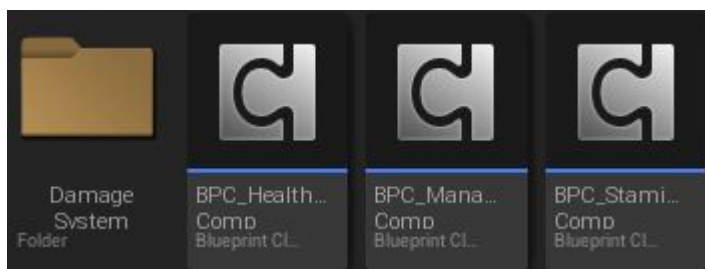 Damage
System
Folder
BPC_Health...
Comp
Blueprint Cl...
BPC_Mana...
Comp
Blueprint Cl...
BPC_Stami...
Comp
Blueprint Cl...